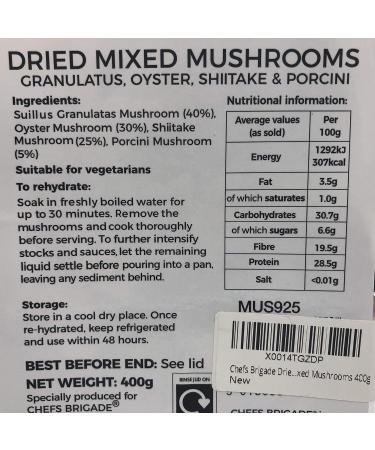 DRIED MIXED MUSHROOMS
GRANULATUS, OYSTER, SHIITAKE & PORCINI
Ingredients:
Suillus Granulatas Mushroom (40%),
Oyster Mushroom (30%), Shiitake
Mushroom (25%), Porcini Mushroom
(5%)
Suitable for vegetarians
To rehydrate:
Soak in freshly boiled water for
up to 30 minutes. Remove the
mushrooms and cook thoroughly
before serving. To further intensify
stocks and sauces, let the remaining
liquid settle before pouring into a pan,
leaving any sediment behind.
Storage:
Store in a cool dry place. Once
re-hydrated, keep refrigerated
and use within 48 hours.
BEST BEFORE END: See lid
NET WEIGHT: 400g
Specially produced for
CHEFS BRIGADE®
Nutritional information:
Average values (as sold) Per 100g
Energy 1292kJ 307kcal
Fat 3.5g
of which saturates 1.0g
Carbohydrates 30.7g
of which sugars 6.6g
Fibre 19.5g
Protein 28.5g
Salt <0.01g
MUS925
X0014TGZDP
Chefs Brigade Drie...xed Mushrooms 400g
New
RINSE LID ON
CHEFS BRIGADE